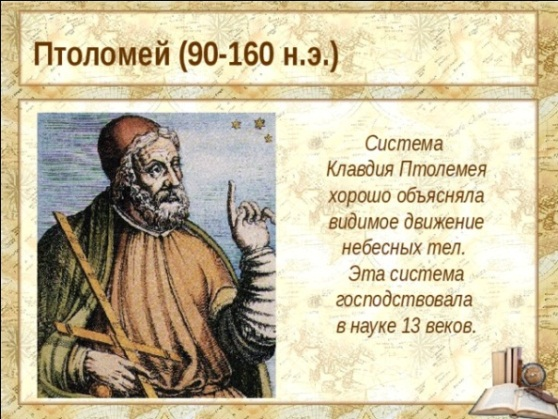 Птоломей (90-160 н.э.)
Система
Клавдия Птолемея
хорошо объясняла
видимое движение
небесных тел.
Эта система
господствовала
в науке 13 веков.